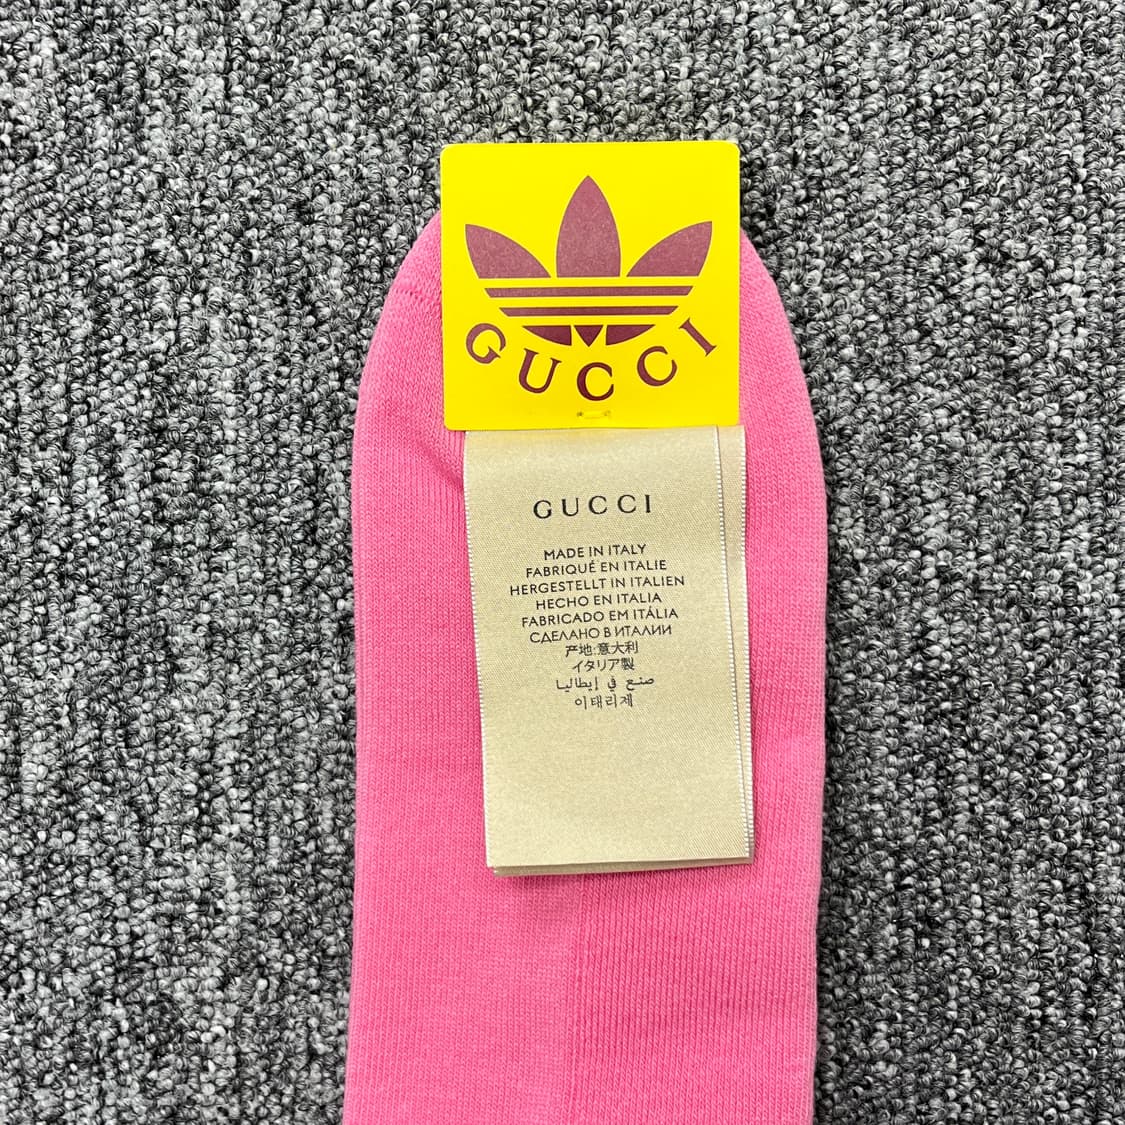 GUCCI
GUCCI
MADE IN ITALY
FABRIQUÉ EN ITALIE
HERGESTELLT IN ITALIEN
HECHO EN ITALIA
FABRICADO EM ITÁLIA
СДЕЛАНО В ИТАЛИИ
产地:意大利
イタリア製
صنع في إيطاليا
이태리제